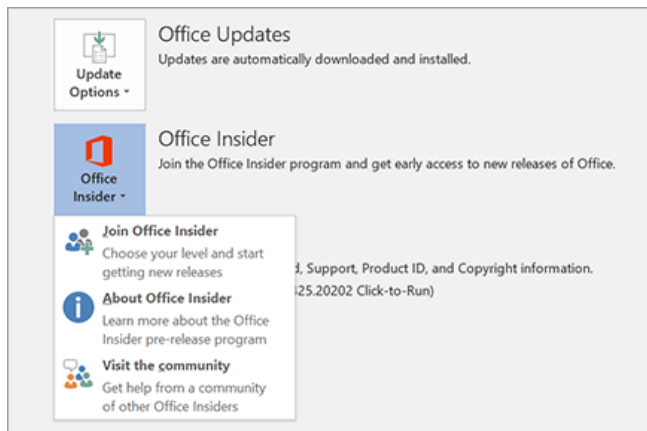 Office Updates
Updates are automatically downloaded and installed.
Update
Options
Office Insider
Join the Office Insider program and get early access to new releases of Office.
Office
Insider
Join Office Insider
Choose your level and start
getting new releases
d, Support, Product ID, and Copyright information.
About Office Insider
425.20202 Click-to-Run)
Learn more about the Office
Insider pre-release program
Visit the community
Get help from a community
of other Office Insiders